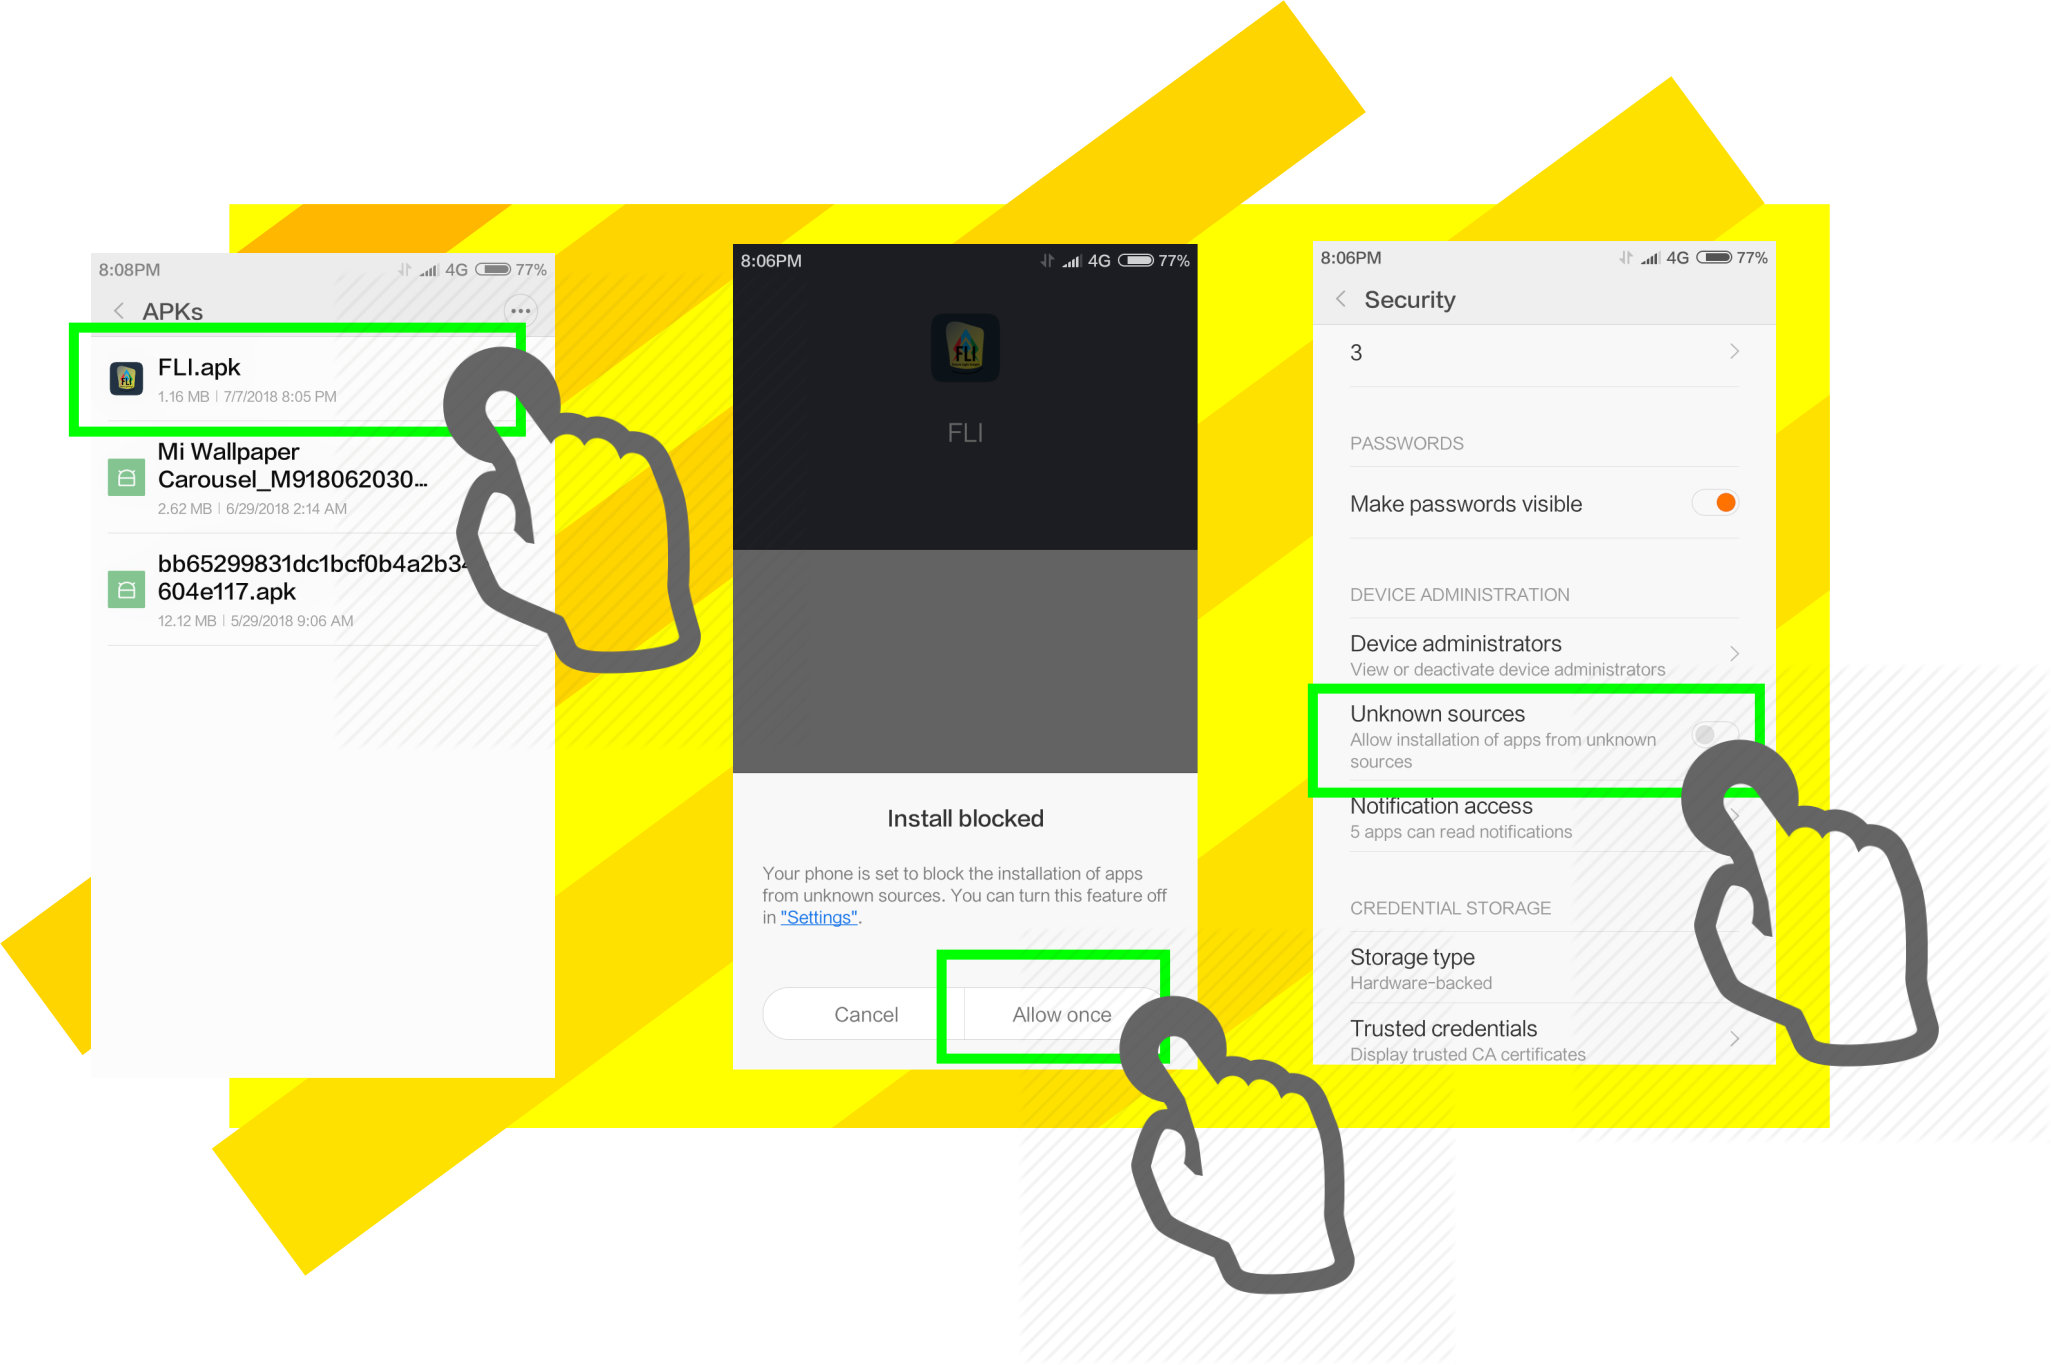 8:08PM 4G 77%
APKs
FLI.apk
1.16 MB | 7/7/2018 8:05 PM
Mi Wallpaper
Carousel_M918062030...
2.62 MB | 6/29/2018 2:14 AM
bb65299831dc1bcf0b4a2b34
604e117.apk
12.12 MB | 5/29/2018 9:06 AM
8:06PM 4G 77%
FLI
FLI
Install blocked
Your phone is set to block the installation of apps
from unknown sources. You can turn this feature off
in "Settings".
Cancel Allow once
8:06PM 4G 77%
Security
3
PASSWORDS
Make passwords visible
DEVICE ADMINISTRATION
Device administrators
View or deactivate device administrators
Unknown sources
Allow installation of apps from unknown
sources
Notification access
5 apps can read notifications
CREDENTIAL STORAGE
Storage type
Hardware-backed
Trusted credentials
Display trusted CA certificates